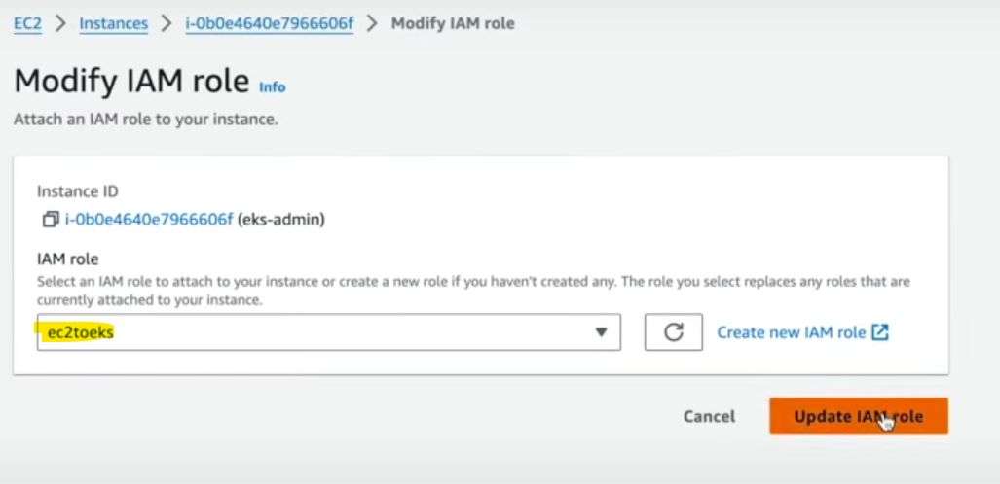 EC2 > Instances > i-0b0e4640e7966606f > Modify IAM role
Modify IAM role Info
Attach an IAM role to your instance.
Instance ID
i-0b0e4640e7966606f (eks-admin)
IAM role
Select an IAM role to attach to your instance or create a new role if you haven't created any. The role you select replaces any roles that are
currently attached to your instance.
ec2toeks
Create new IAM role
Cancel
Update IAM role